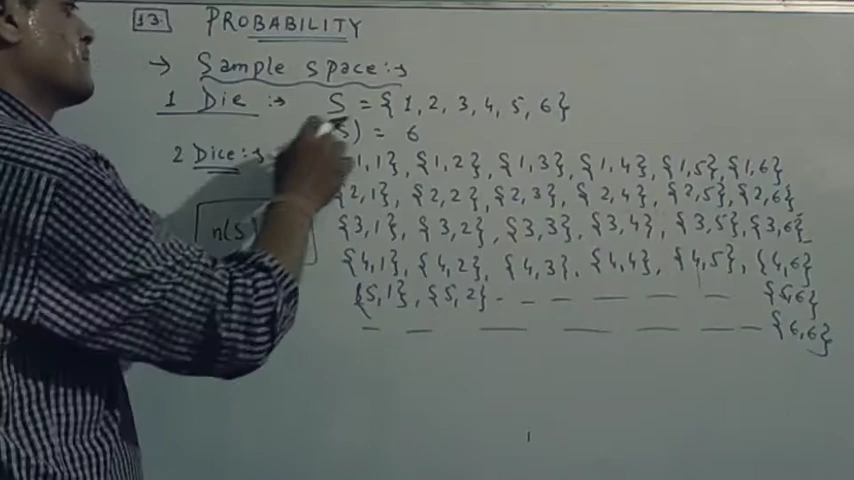 13. PROBABILITY
→ Sample space:→
1 Die :→ S = {1, 2, 3, 4, 5, 6}
S) = 6
2 Dice:→ 1,1}, {1,2}, {1,3}, {1,4}, {1,5}, {1,6}
{2,1}, {2,2}, {2,3}, {2,4}, {2,5}, {2,6}
n(S) {3,1}, {3,2}, {3,3}, {3,4}, {3,5}, {3,6}
{4,1}, {4,2}, {4,3}, {4,4}, {4,5}, {4,6}
{5,1}, {5,2} - - - - - - {5,6}
- - - - - - - {6,6}